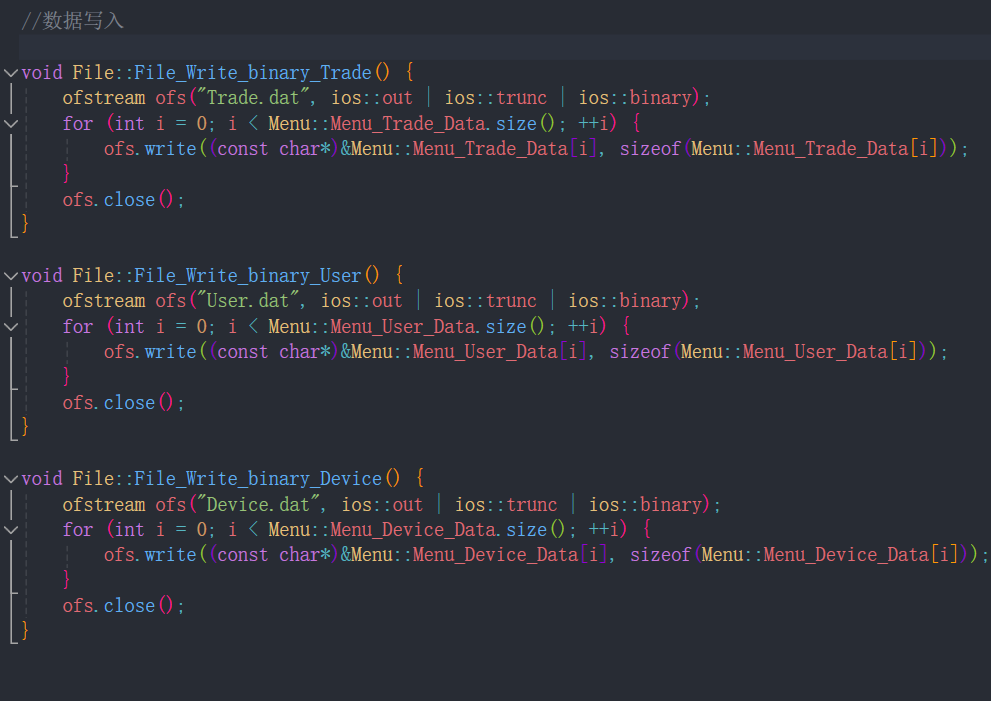 //数据写入
void File::File_Write_binary_Trade() {
ofstream ofs("Trade.dat", ios::out | ios::trunc | ios::binary);
for (int i = 0; i < Menu::Menu_Trade_Data.size(); ++i) {
ofs.write((const char*)&Menu::Menu_Trade_Data[i], sizeof(Menu::Menu_Trade_Data[i]));
}
ofs.close();
}
void File::File_Write_binary_User() {
ofstream ofs("User.dat", ios::out | ios::trunc | ios::binary);
for (int i = 0; i < Menu::Menu_User_Data.size(); ++i) {
ofs.write((const char*)&Menu::Menu_User_Data[i], sizeof(Menu::Menu_User_Data[i]));
}
ofs.close();
}
void File::File_Write_binary_Device() {
ofstream ofs("Device.dat", ios::out | ios::trunc | ios::binary);
for (int i = 0; i < Menu::Menu_Device_Data.size(); ++i) {
ofs.write((const char*)&Menu::Menu_Device_Data[i], sizeof(Menu::Menu_Device_Data[i]));
}
ofs.close();
}